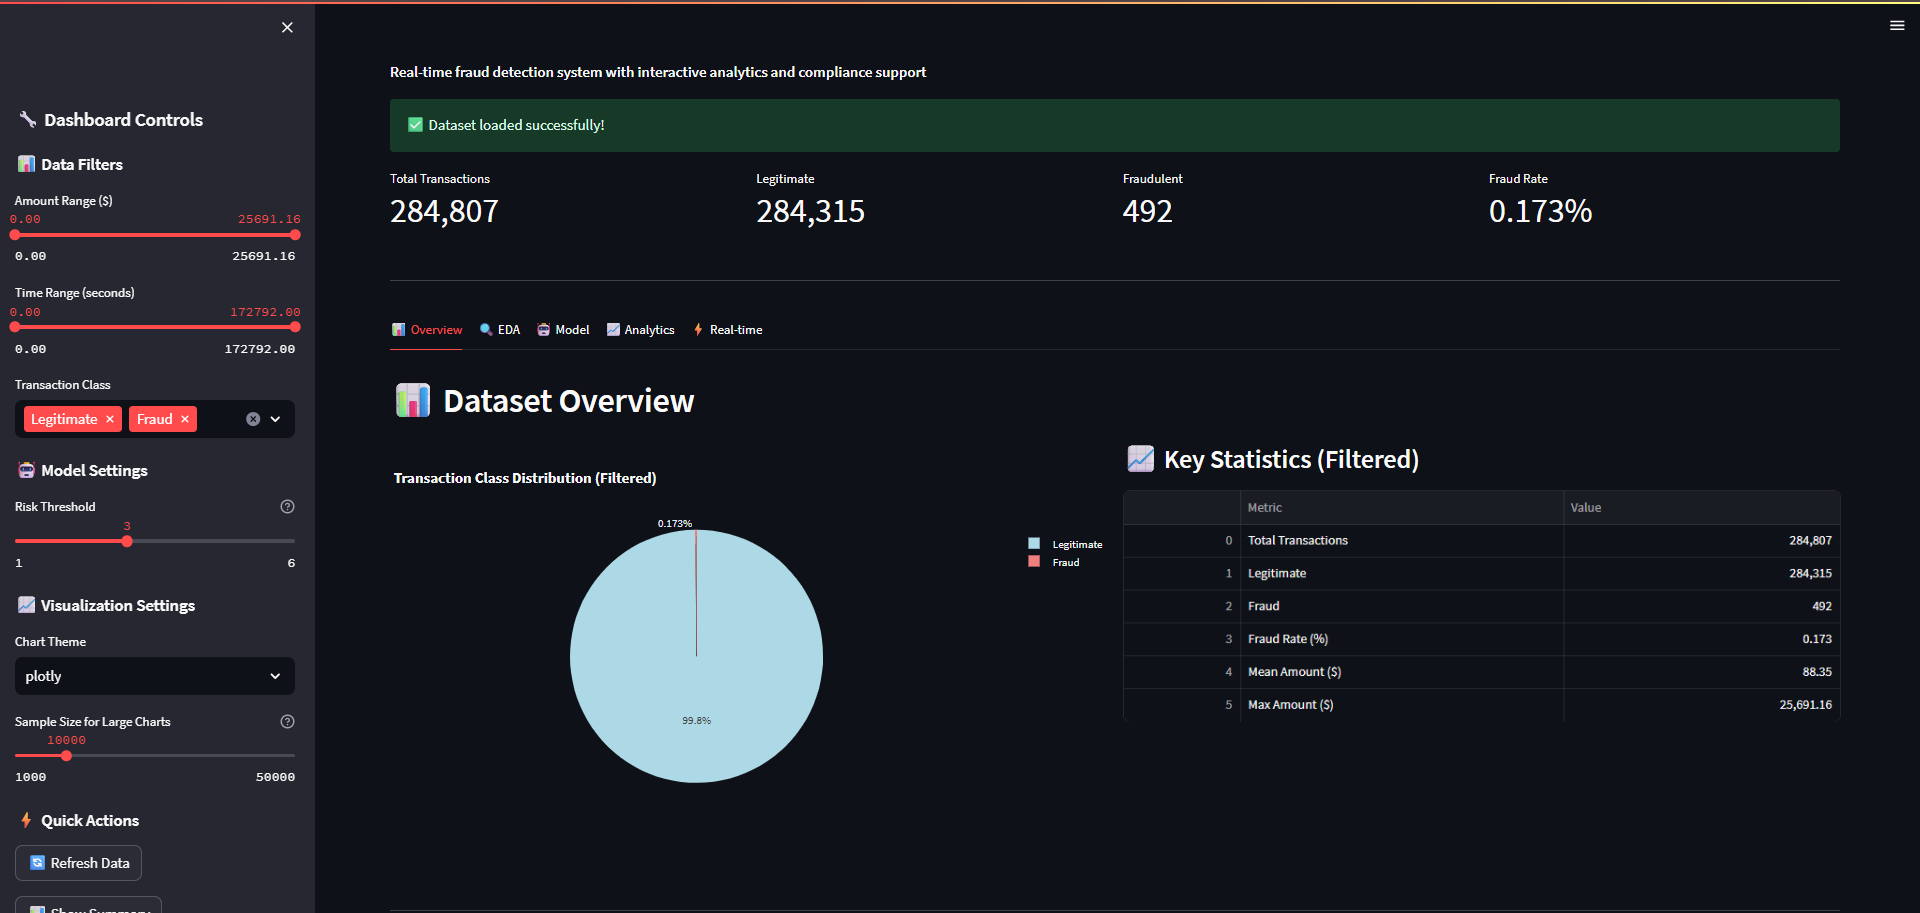 Dashboard Controls
Data Filters
Amount Range ($)
0.00 25691.16
0.00 25691.16
Time Range (seconds)
0.00 172792.00
0.00 172792.00
Transaction Class
Legitimate × Fraud ×
Model Settings
Risk Threshold
3
1 6
Visualization Settings
Chart Theme
plotly
Sample Size for Large Charts
10000
1000 50000
Quick Actions
Refresh Data
Show Summary
Real-time fraud detection system with interactive analytics and compliance support
Dataset loaded successfully!
Total Transactions Legitimate Fraudulent Fraud Rate
284,807 284,315 492 0.173%
Overview EDA Model Analytics Real-time
Dataset Overview
Transaction Class Distribution (Filtered)
0.173%
99.8%
Legitimate
Fraud
Key Statistics (Filtered)
Metric Value
0 Total Transactions 284,807
1 Legitimate 284,315
2 Fraud 492
3 Fraud Rate (%) 0.173
4 Mean Amount ($) 88.35
5 Max Amount ($) 25,691.16